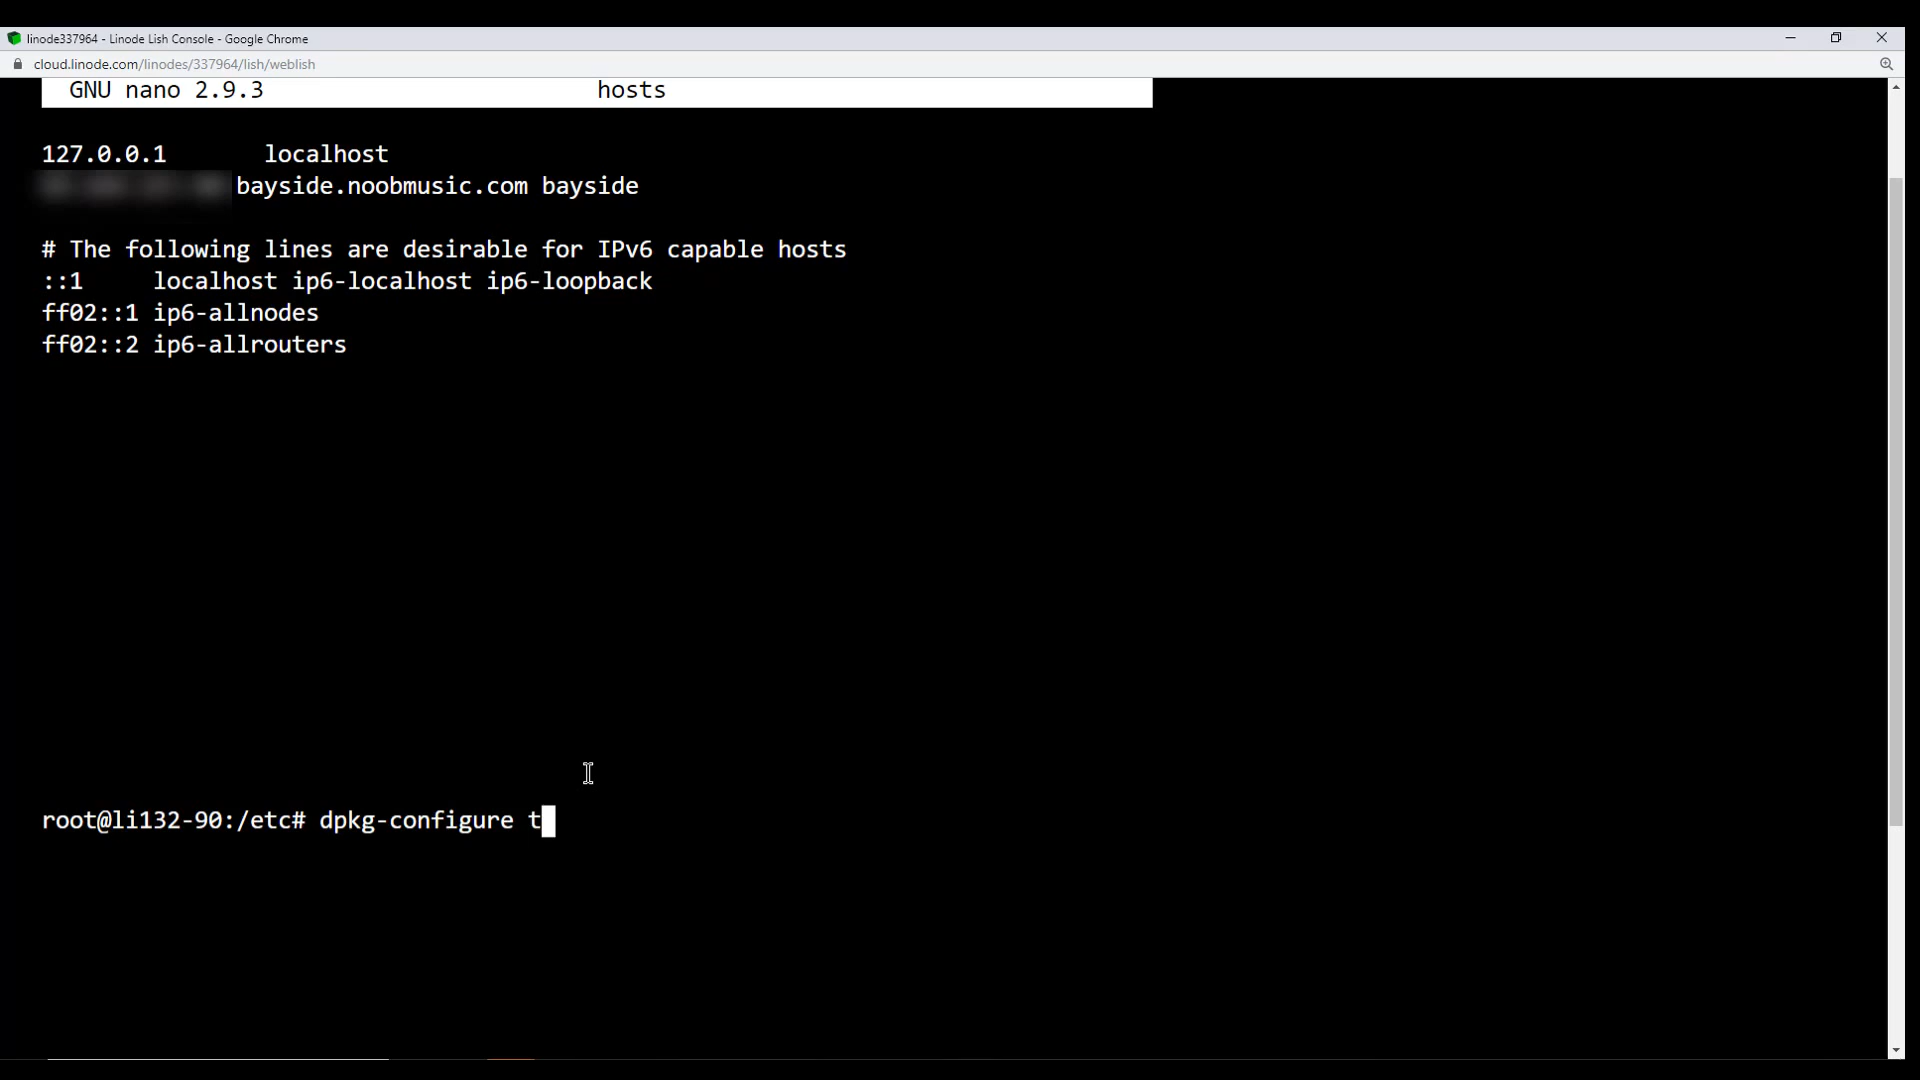 linode337964 - Linode Lish Console - Google Chrome
cloud.linode.com/linodes/337964/lish/weblish
GNU nano 2.9.3 hosts
127.0.0.1 localhost
bayside.noobmusic.com bayside
# The following lines are desirable for IPv6 capable hosts
::1 localhost ip6-localhost ip6-loopback
ff02::1 ip6-allnodes
ff02::2 ip6-allrouters
root@li132-90:/etc# dpkg-configure t